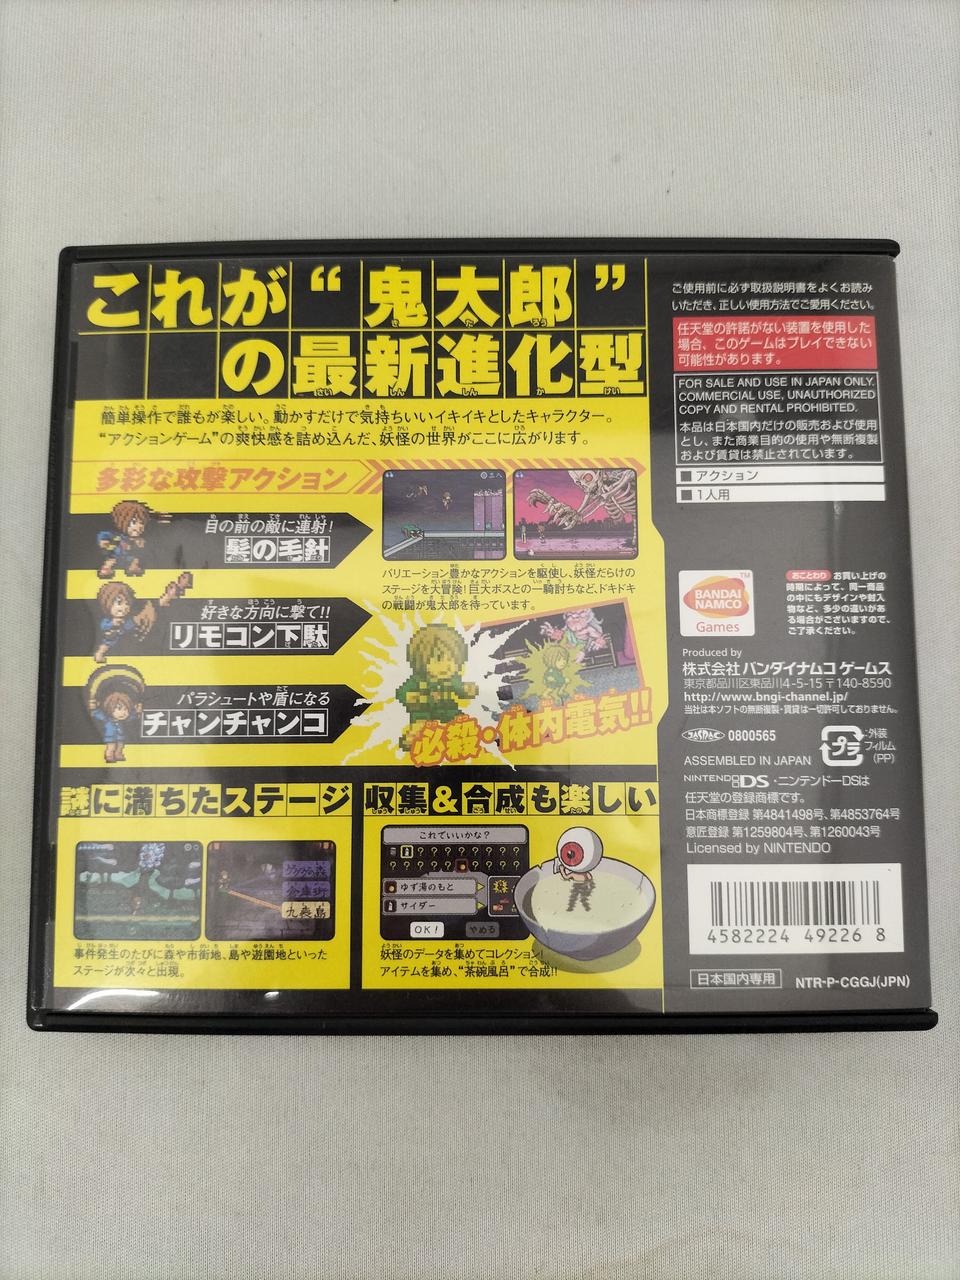 これが“鬼太郎”
の最新進化型
簡単操作で誰もが楽しい。動かすだけで気持ちいいイキイキとしたキャラクター。
“アクションゲーム”の爽快感を詰め込んだ、妖怪の世界がここに広がります。
多彩な攻撃アクション
目の前の敵に連射!
髪の毛針
好きな方向に撃て!!
リモコン下駄
パラシュートや盾になる
チャンチャンコ
バリエーション豊かなアクションを駆使し、妖怪だらけの
ステージを大冒険!巨大ボスとの一騎討ちなど、ドキドキ
の戦闘が鬼太郎を待っています。
必殺・体内電気!!
謎に満ちたステージ
ゲゲゲの森
倉庫街
九鬼島
事件発生のたびに森や市街地、島や遊園地といった
ステージが次々と出現。
収集&合成も楽しい
これでいいかな?
ゆず湯のもと
サイダー
OK!
やめる
妖怪のデータを集めてコレクション!
アイテムを集め、“茶碗風呂”で合成!!
ご使用前に必ず取扱説明書をよくお読み
いただき、正しい使用方法でご愛用ください。
任天堂の許諾がない装置を使用した
場合、このゲームはプレイできない
可能性があります。
FOR SALE AND USE IN JAPAN ONLY.
COMMERCIAL USE, UNAUTHORIZED
COPY AND RENTAL PROHIBITED.
本品は日本国内だけの販売および使用
とし、また商業目的の使用や無断複製
および賃貸は禁止されています。
■ アクション
■ 1人用
BANDAI
NAMCO
Games
TM
おことわり お買い上げの
時期によって、同一商品
の中にもデザインや封入
物など、多少の違いがあ
る場合がございますので、
ご了承ください。
Produced by
株式会社 バンダイナムコ ゲームス
東京都品川区東品川4-5-15 〒140-8590
http://www.bngi-channel.jp/
当社は本ソフトの無断複製・賃貸は一切許可しておりません。
JASRAC 0800565
プラ
:外装
フィルム
(PP)
ASSEMBLED IN JAPAN
NINTENDO DS・ニンテンドーDSは
任天堂の登録商標です。
日本商標登録 第4841498号、第4853764号
意匠登録 第1259804号、第1260043号
Licensed by NINTENDO
4582224 49226 8
日本国内専用
NTR-P-CGGJ(JPN)